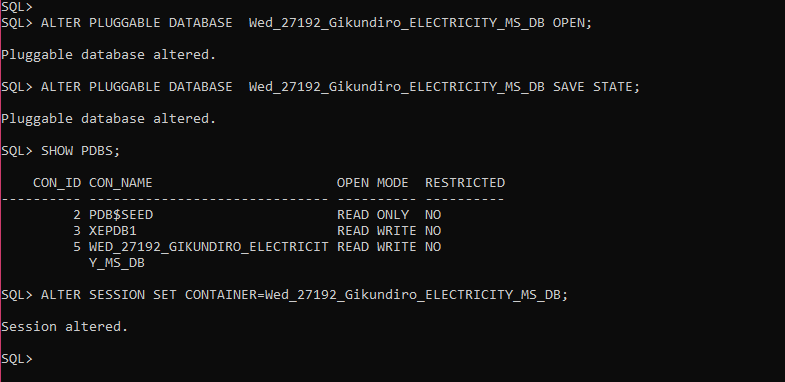 SQL>
SQL> ALTER PLUGGABLE DATABASE  Wed_27192_Gikundiro_ELECTRICITY_MS_DB OPEN;
Pluggable database altered.
SQL> ALTER PLUGGABLE DATABASE  Wed_27192_Gikundiro_ELECTRICITY_MS_DB SAVE STATE;
Pluggable database altered.
SQL> SHOW PDBS;
    CON_ID CON_NAME                       OPEN MODE  RESTRICTED
---------- ------------------------------ ---------- ----------
         2 PDB$SEED                       READ ONLY  NO
         3 XEPDB1                         READ WRITE NO
         5 WED_27192_GIKUNDIRO_ELECTRICIT READ WRITE NO
           Y_MS_DB
SQL> ALTER SESSION SET CONTAINER=Wed_27192_Gikundiro_ELECTRICITY_MS_DB;
Session altered.
SQL>